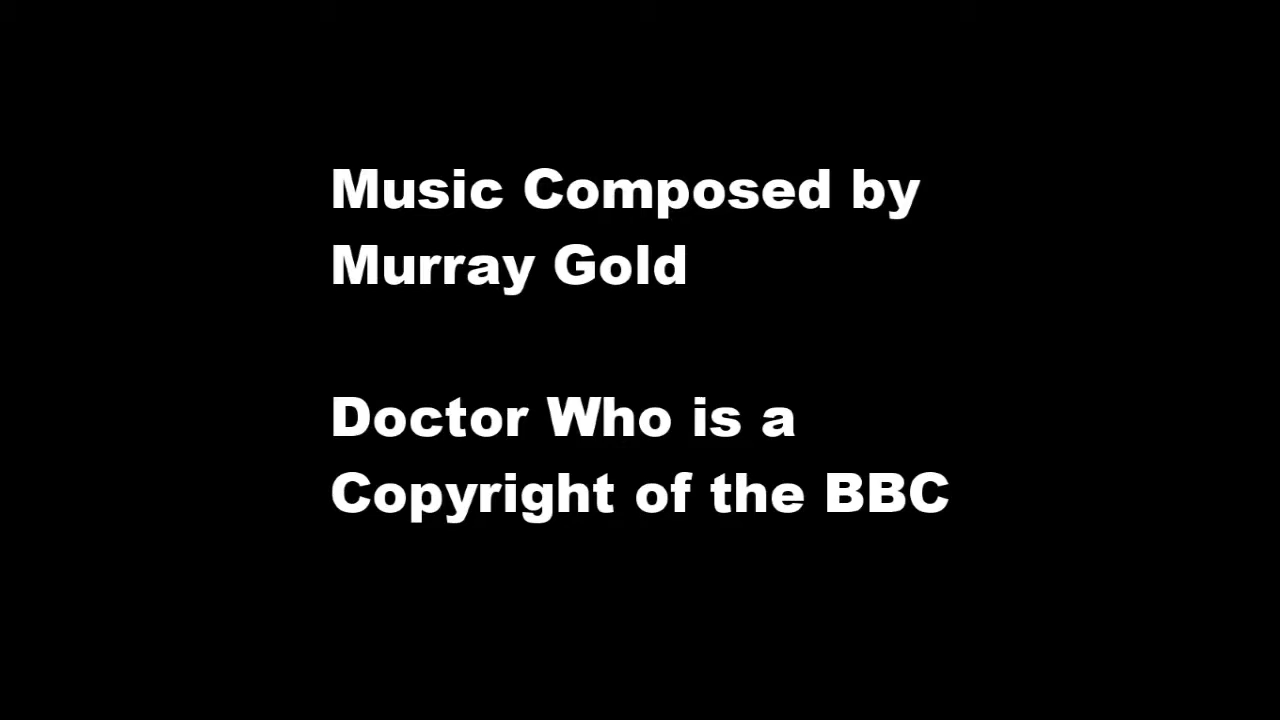 Music Composed by
Murray Gold
Doctor Who is a
Copyright of the BBC